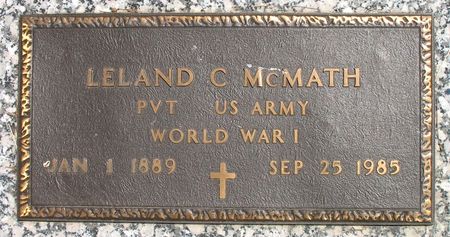 LELAND C McMATH
PVT US ARMY
WORLD WAR I
JAN 1 1889 SEP 25 1985